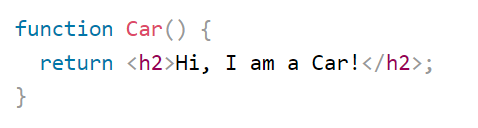 function Car() {
  return <h2>Hi, I am a Car!</h2>;
}